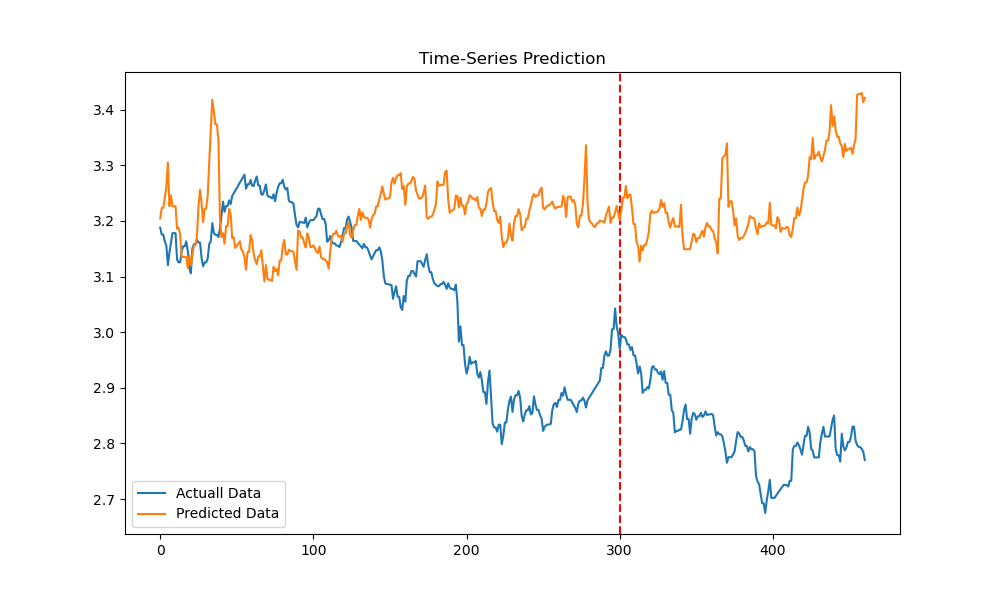 Time-Series Prediction
3.4
3.3
3.2
3.1
3.0
2.9
2.8
2.7
Actuall Data
Predicted Data
0 100 200 300 400